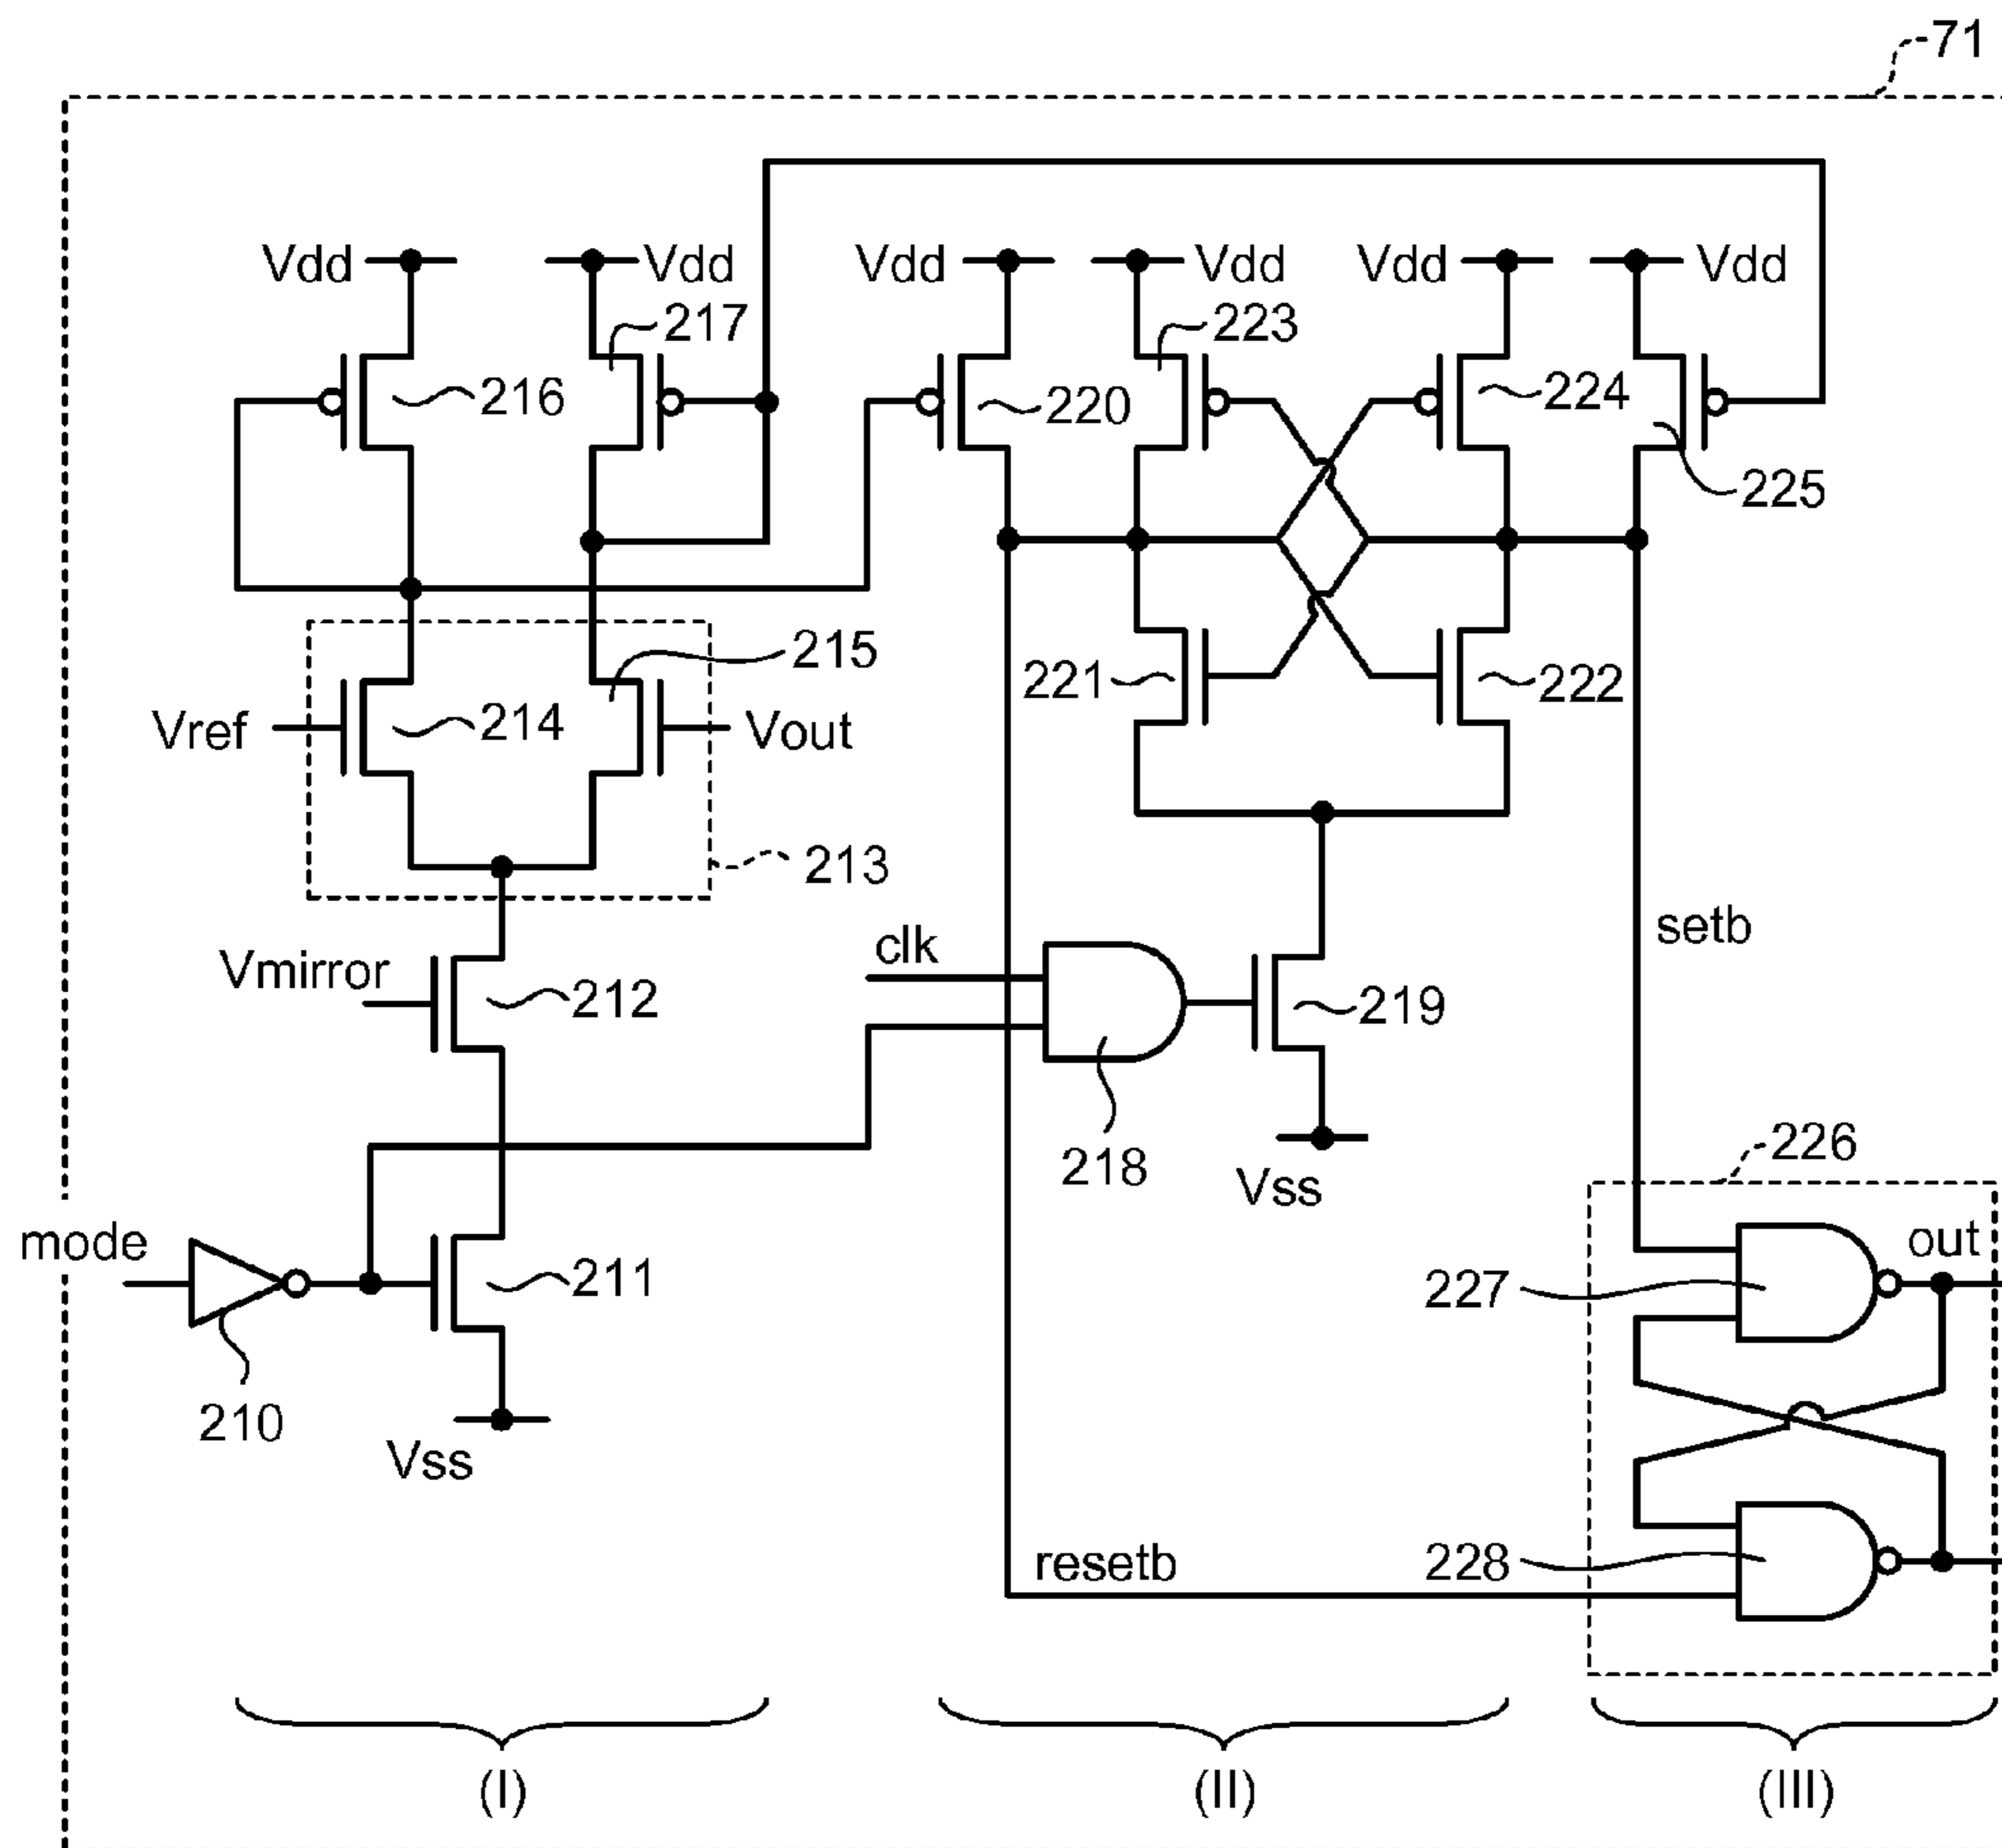 71
Vdd
Vdd
Vdd
Vdd
Vdd
Vdd
217
223
216
220
224
225
215
221
222
Vref
214
Vout
213
setb
clk
Vmirror
212
219
218
226
Vss
mode
out
211
227
210
Vss
resetb
228
(I)
(II)
(III)